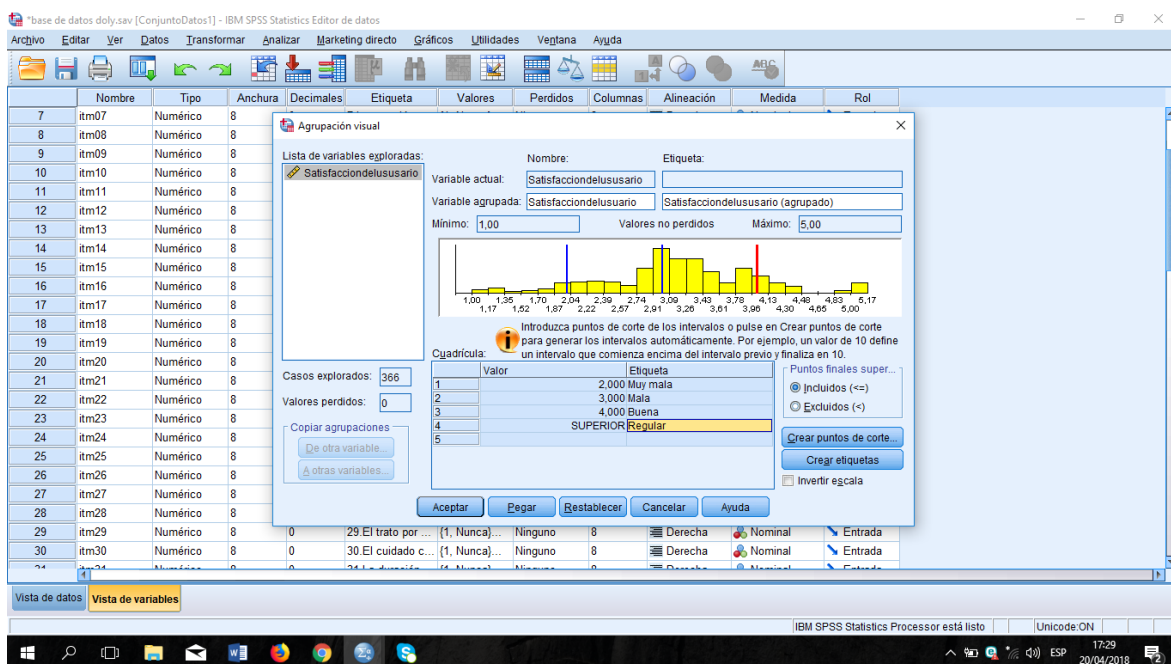 *base de datos doly.sav [ConjuntoDatos1] - IBM SPSS Statistics Editor de datos
Archivo Editar Ver Datos Transformar Analizar Marketing directo Gráficos Utilidades Ventana Ayuda
Nombre Tipo Anchura Decimales Etiqueta Valores Perdidos Columnas Alineación Medida Rol
7 itm07 Numérico 8
8 itm08 Numérico 8
9 itm09 Numérico 8
10 itm10 Numérico 8
11 itm11 Numérico 8
12 itm12 Numérico 8
13 itm13 Numérico 8
14 itm14 Numérico 8
15 itm15 Numérico 8
16 itm16 Numérico 8
17 itm17 Numérico 8
18 itm18 Numérico 8
19 itm19 Numérico 8
20 itm20 Numérico 8
21 itm21 Numérico 8
22 itm22 Numérico 8
23 itm23 Numérico 8
24 itm24 Numérico 8
25 itm25 Numérico 8
26 itm26 Numérico 8
27 itm27 Numérico 8
28 itm28 Numérico 8
29 itm29 Numérico 8 0 29.El trato por ... {1, Nunca}... Ninguno 8 Derecha Nominal Entrada
30 itm30 Numérico 8 0 30.El cuidado c... {1, Nunca}... Ninguno 8 Derecha Nominal Entrada
Agrupación visual
Lista de variables exploradas:
Satisfacciondelususario
Nombre: Etiqueta:
Variable actual: Satisfacciondelususario
Variable agrupada: Satisfacciondelusuario Satisfacciondelususario (agrupado)
Mínimo: 1,00 Valores no perdidos Máximo: 5,00
1,00 1,35 1,70 2,04 2,39 2,74 3,09 3,43 3,78 4,13 4,48 4,83 5,17
1,17 1,52 1,87 2,22 2,57 2,91 3,26 3,61 3,96 4,30 4,65 5,00
Introduzca puntos de corte de los intervalos o pulse en Crear puntos de corte
para generar los intervalos automáticamente. Por ejemplo, un valor de 10 define
un intervalo que comienza encima del intervalo previo y finaliza en 10.
Cuadrícula:
Valor Etiqueta
1 2,000 Muy mala
2 3,000 Mala
3 4,000 Buena
4 SUPERIOR Regular
5
Casos explorados: 366
Valores perdidos: 0
Copiar agrupaciones
De otra variable...
A otras variables...
Puntos finales super...
Incluidos (<=)
Excluidos (<)
Crear puntos de corte...
Crear etiquetas
Invertir escala
Aceptar Pegar Restablecer Cancelar Ayuda
Vista de datos Vista de variables
IBM SPSS Statistics Processor está listo Unicode:ON
ESP 17:29
20/04/2018